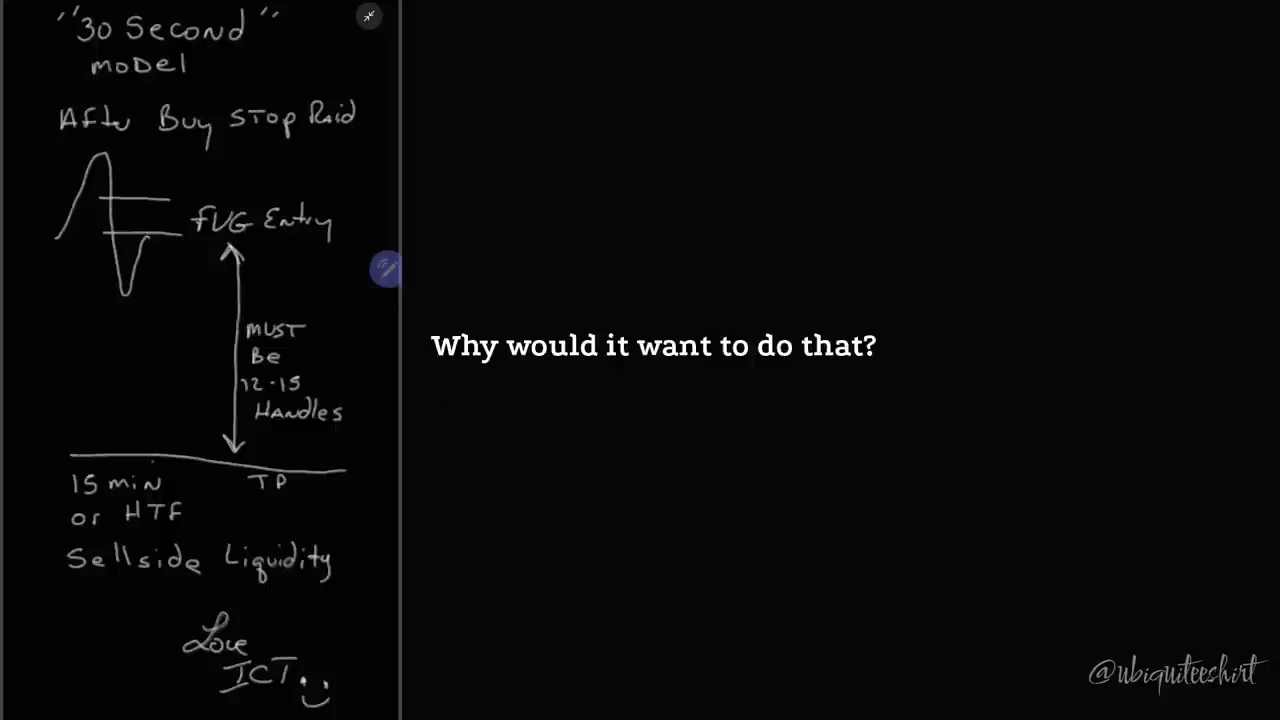 "30 Second"
moDel
After Buy STop Raid
FVG Entry
MUST
Be
12-15
HANDles
15 min
TP
or HTF
Sellside Liquidity
Love
ICT
Why would it want to do that?
@ubiquiteeshirt